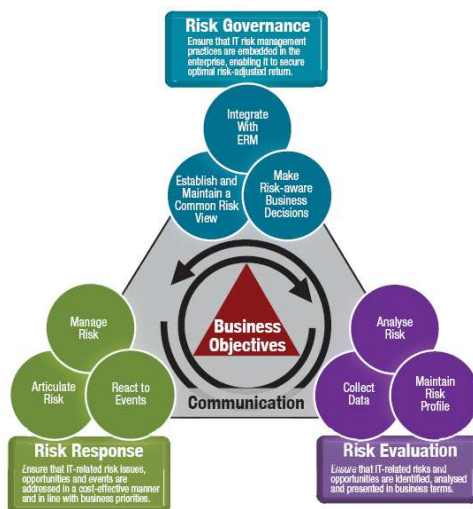 Risk Governance
Ensure that IT risk management
practices are embedded in the
enterprise, enabling it to secure
optimal risk-adjusted return.
Integrate
With
ERM
Establish and
Maintain a
Common Risk
View
Make
Risk-aware
Business
Decisions
Business
Objectives
Communication
Manage
Risk
Articulate
Risk
React to
Events
Risk Response
Ensure that IT-related risk issues,
opportunities and events are
addressed in a cost-effective manner
and in line with business priorities.
Analyse
Risk
Collect
Data
Maintain
Risk
Profile
Risk Evaluation
Ensure that IT-related risks and
opportunities are identified, analysed
and presented in business terms.